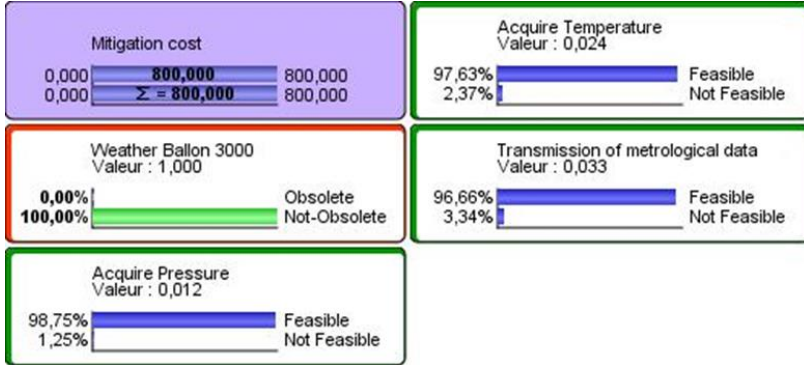 Mitigation cost
0,000 800,000 800,000
0,000 Σ = 800,000 800,000
Acquire Temperature
Valeur : 0,024
97,63% Feasible
2,37% Not Feasible
Weather Ballon 3000
Valeur : 1,000
0,00% Obsolete
100,00% Not-Obsolete
Transmission of metrological data
Valeur : 0,033
96,66% Feasible
3,34% Not Feasible
Acquire Pressure
Valeur : 0,012
98,75% Feasible
1,25% Not Feasible